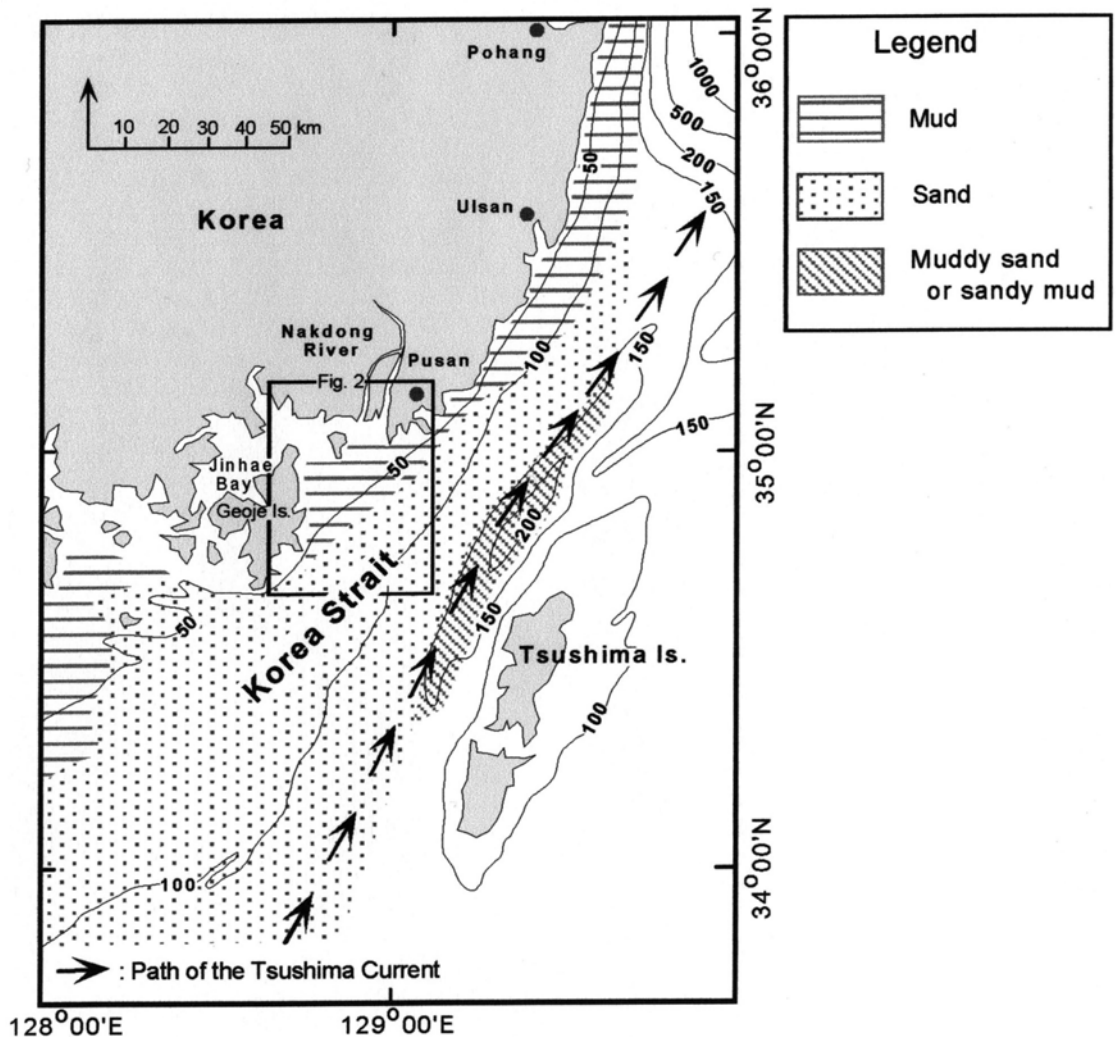 Pohang
36°00'N
1000
500
200
150
10 20 30 40 50 km
50
Korea
Ulsan
Nakdong
River
Pusan
Fig. 2
100
150
150
35°00'N
Jinhae
Bay
Geoje Is.
50
200
Korea Strait
50
150
Tsushima Is.
100
100
34°00'N
: Path of the Tsushima Current
128°00'E
129°00'E
Legend
Mud
Sand
Muddy sand
or sandy mud